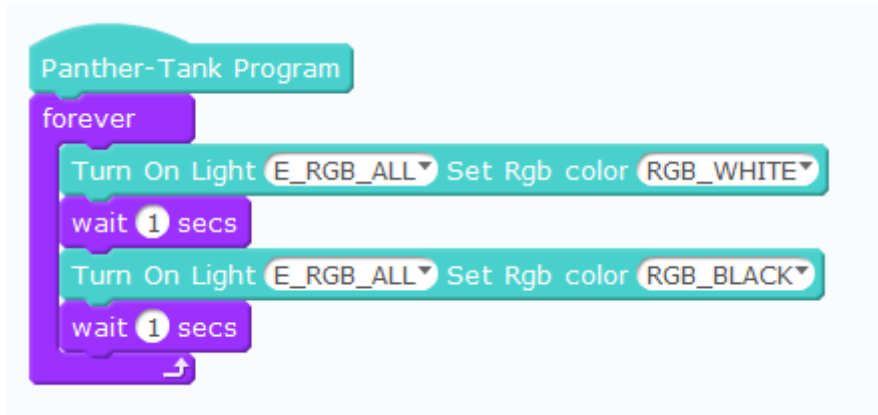 Panther-Tank Program
forever
Turn On Light E_RGB_ALL Set Rgb color RGB_WHITE
wait 1 secs
Turn On Light E_RGB_ALL Set Rgb color RGB_BLACK
wait 1 secs